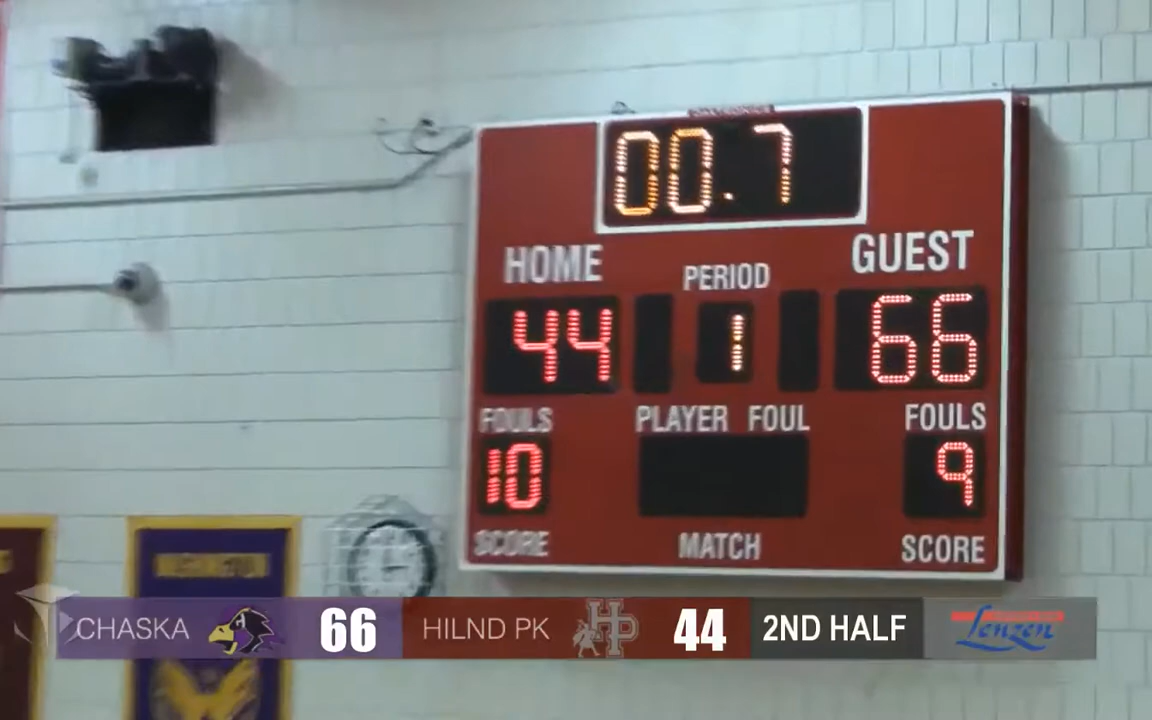 00.7
HOME
PERIOD
GUEST
44
1
66
FOULS
PLAYER FOUL
FOULS
10
9
SCORE
MATCH
SCORE
CHASKA 66 HILND PK HP 44 2ND HALF Lenzen